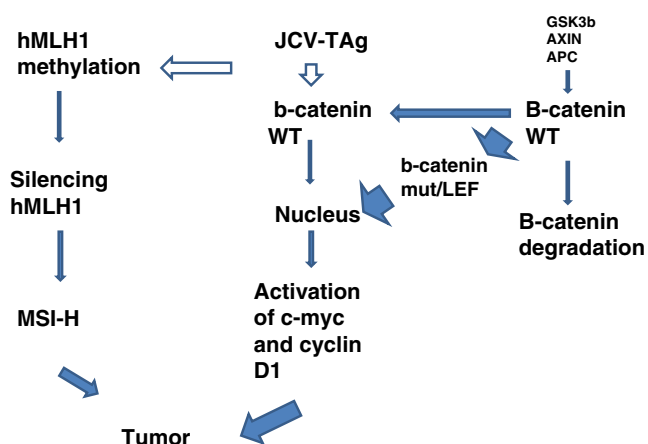 hMLH1
methylation
Silencing
hMLH1
MSI-H
JCV-TAg
b-catenin
WT
Nucleus
Activation
of c-myc
and cyclin
D1
b-catenin
mut/LEF
GSK3b
AXIN
APC
B-catenin
WT
B-catenin
degradation
Tumor